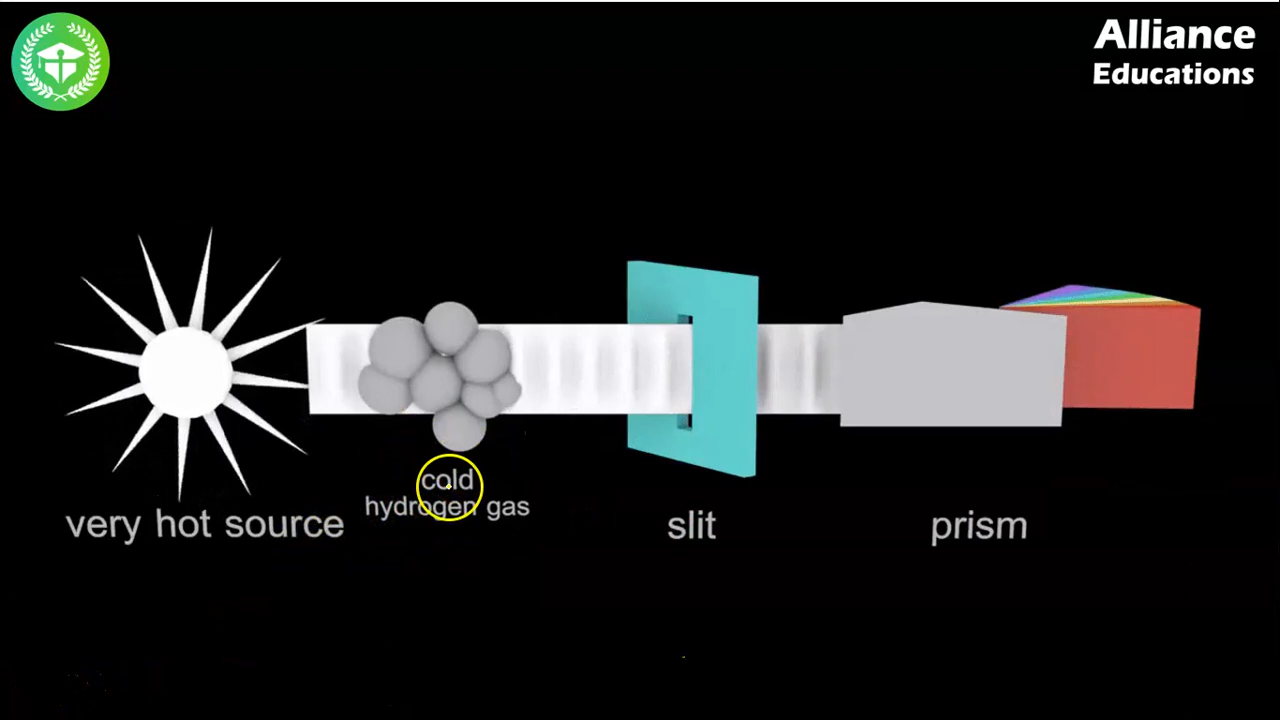 Alliance
Educations
very hot source
cold
hydrogen gas
slit
prism